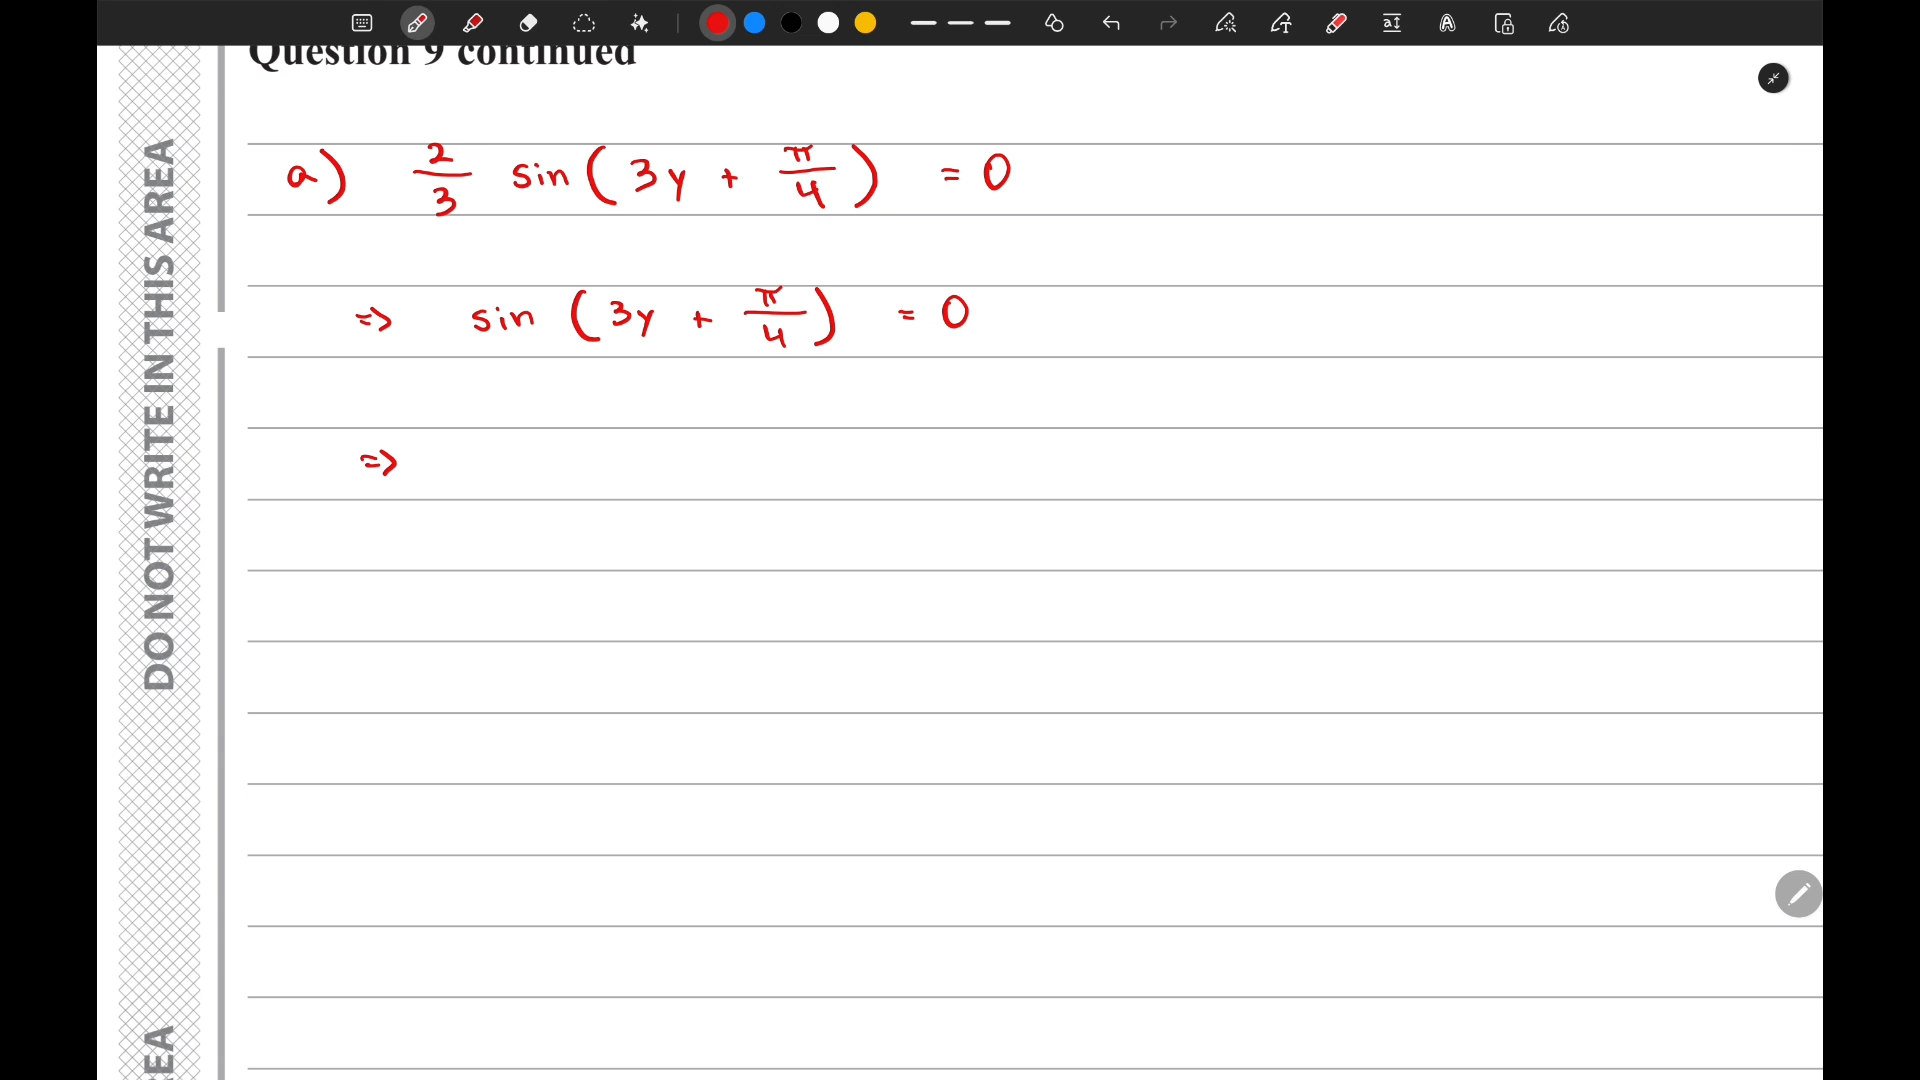 Question 9 continued
a) 2/3 sin(3y + π/4) = 0
=> sin(3y + π/4) = 0
=>
DO NOT WRITE IN THIS AREA
EA